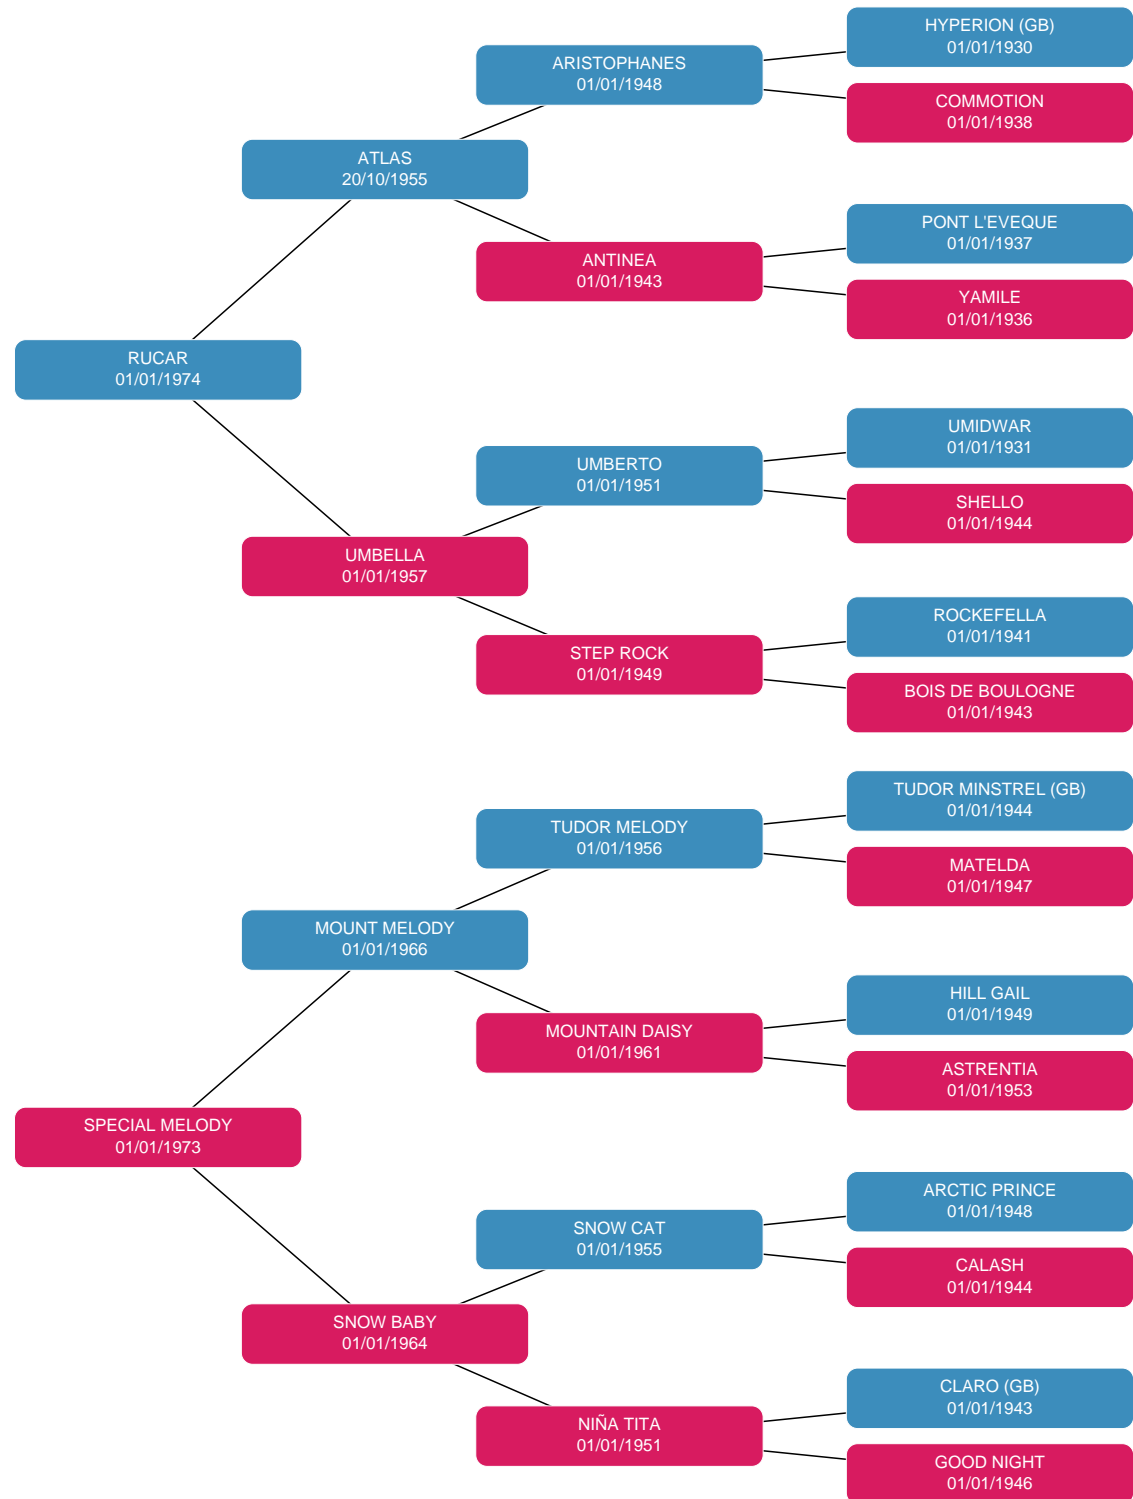 HYPERION (GB)
01/01/1930
ARISTOPHANES
01/01/1948
COMMOTION
01/01/1938
ATLAS
20/10/1955
PONT L'EVEQUE
01/01/1937
ANTINEA
01/01/1943
YAMILE
01/01/1936
RUCAR
01/01/1974
UMIDWAR
01/01/1931
UMBERTO
01/01/1951
SHELLO
01/01/1944
UMBELLA
01/01/1957
ROCKEFELLA
01/01/1941
STEP ROCK
01/01/1949
BOIS DE BOULOGNE
01/01/1943
TUDOR MINSTREL (GB)
01/01/1944
TUDOR MELODY
01/01/1956
MATELDA
01/01/1947
MOUNT MELODY
01/01/1966
HILL GAIL
01/01/1949
MOUNTAIN DAISY
01/01/1961
ASTRENTIA
01/01/1953
SPECIAL MELODY
01/01/1973
ARCTIC PRINCE
01/01/1948
SNOW CAT
01/01/1955
CALASH
01/01/1944
SNOW BABY
01/01/1964
CLARO (GB)
01/01/1943
NIÑA TITA
01/01/1951
GOOD NIGHT
01/01/1946